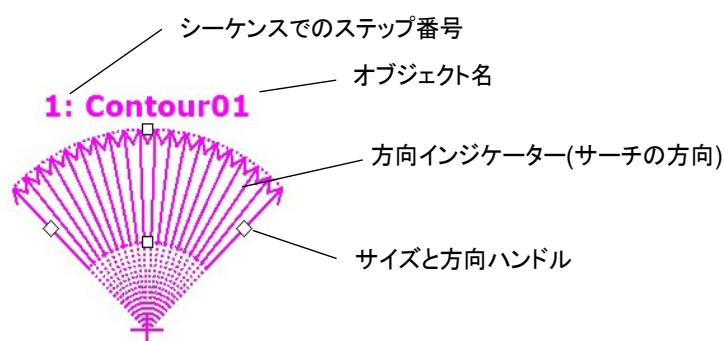 シーケンスでのステップ番号
オブジェクト名
1: Contour01
方向インジケーター(サーチの方向)
サイズと方向ハンドル